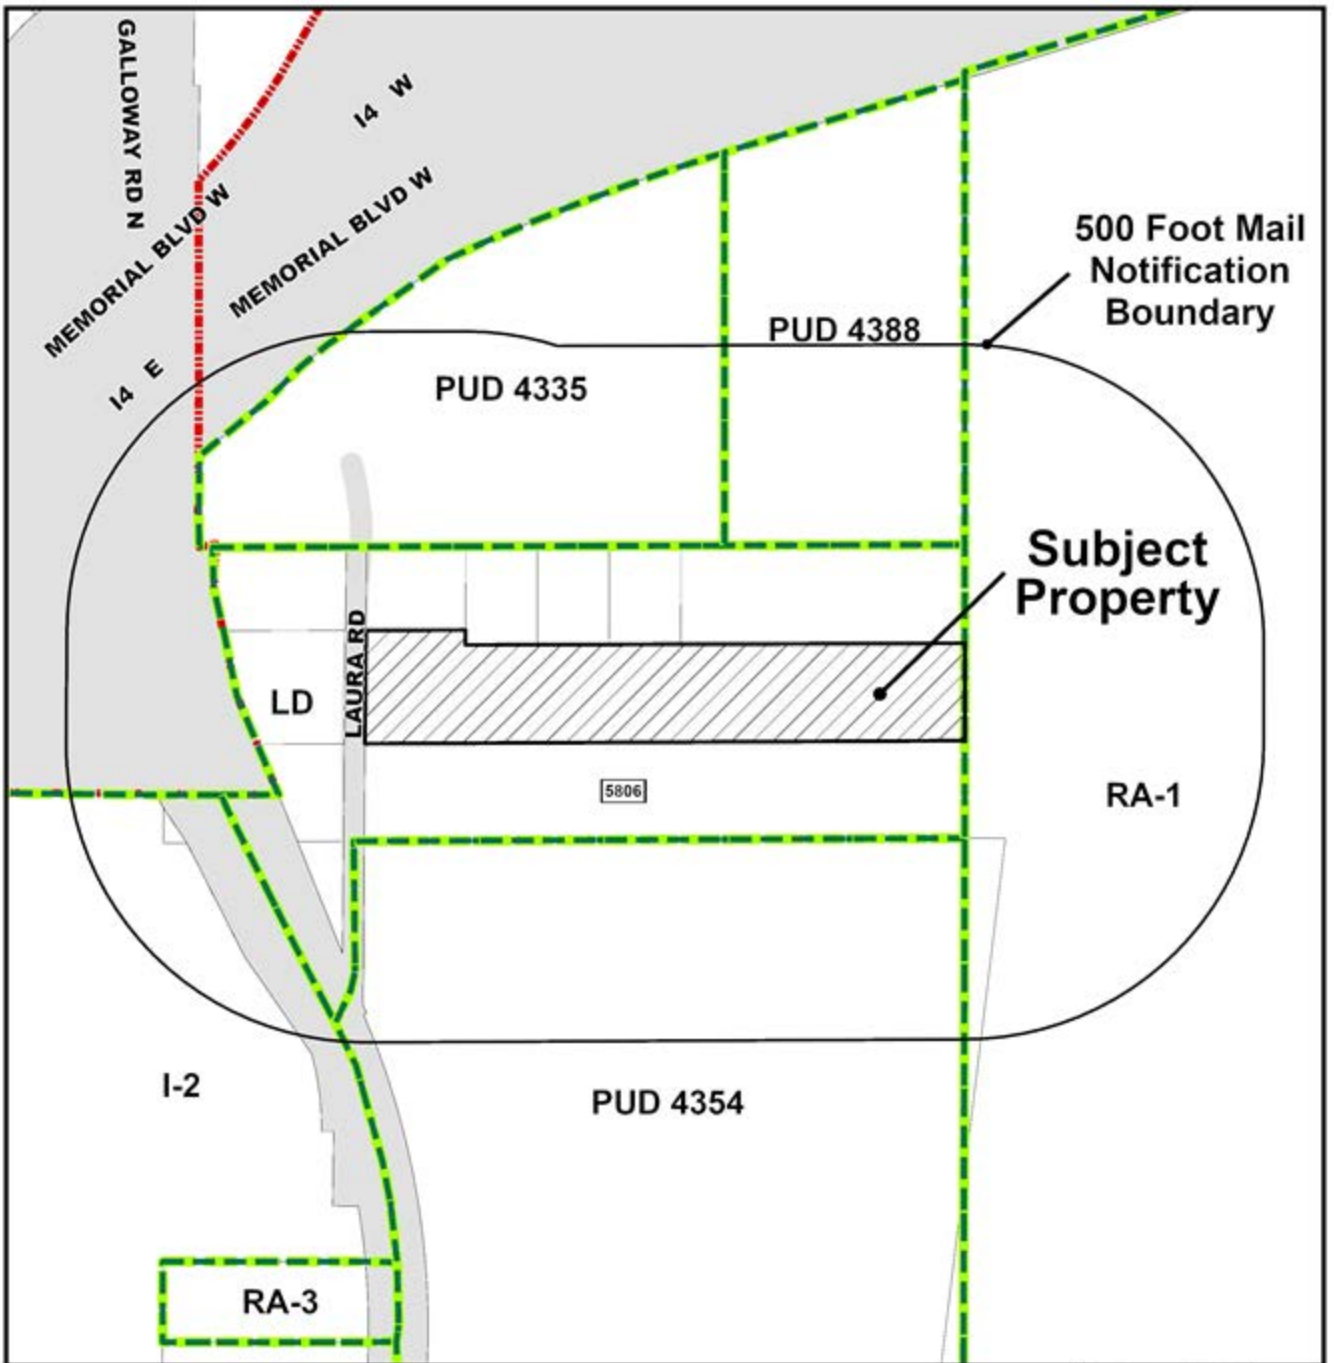 GALLOWAY RD N
I4 W
MEMORIAL BLVD W
MEMORIAL BLVD W
I4 E
500 Foot Mail
Notification
Boundary
PUD 4388
PUD 4335
Subject
Property
LAURA RD
LD
5806
RA-1
I-2
PUD 4354
RA-3